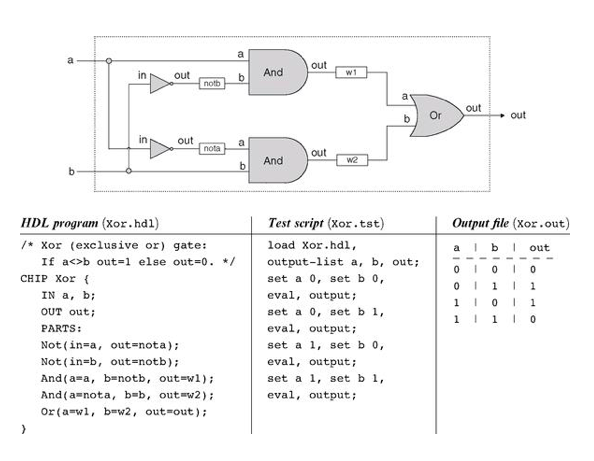 a
a
in
out
notb
b
And
out
w1
a
b
Or
out
out
in
out
nota
a
b
And
out
w2
b
HDL program (Xor.hdl)
/* Xor (exclusive or) gate:
If a<>b out=1 else out=0. */
CHIP Xor {
IN a, b;
OUT out;
PARTS:
Not(in=a, out=nota);
Not(in=b, out=notb);
And(a=a, b=notb, out=w1);
And(a=nota, b=b, out=w2);
Or(a=w1, b=w2, out=out);
}
Test script (Xor.tst)
load Xor.hdl,
output-list a, b, out;
set a 0, set b 0,
eval, output;
set a 0, set b 1,
eval, output;
set a 1, set b 0,
eval, output;
set a 1, set b 1,
eval, output;
Output file (Xor.out)
a | b | out
0 | 0 | 0
0 | 1 | 1
1 | 0 | 1
1 | 1 | 0